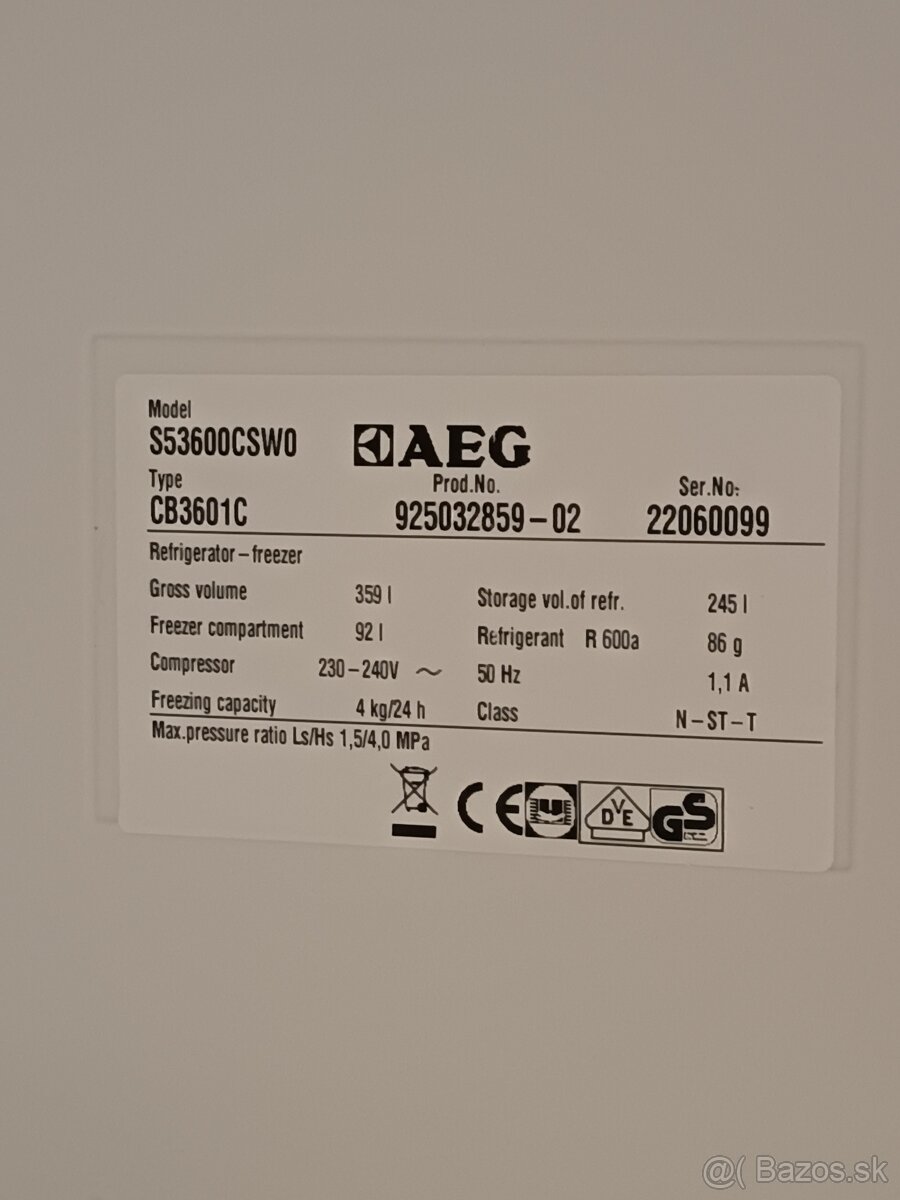 Model
S53600CSW0 AEG
Type Prod.No. Ser.No:
CB3601C 925032859-02 22060099
Refrigerator-freezer
Gross volume 359 l Storage vol.of refr. 245 l
Freezer compartment 92 l Refrigerant R 600a 86 g
Compressor 230-240V ~ 50 Hz 1,1 A
Freezing capacity 4 kg/24 h Class N-ST-T
Max.pressure ratio Ls/Hs 1,5/4,0 MPa
CE DVE GS
@( Bazos.sk